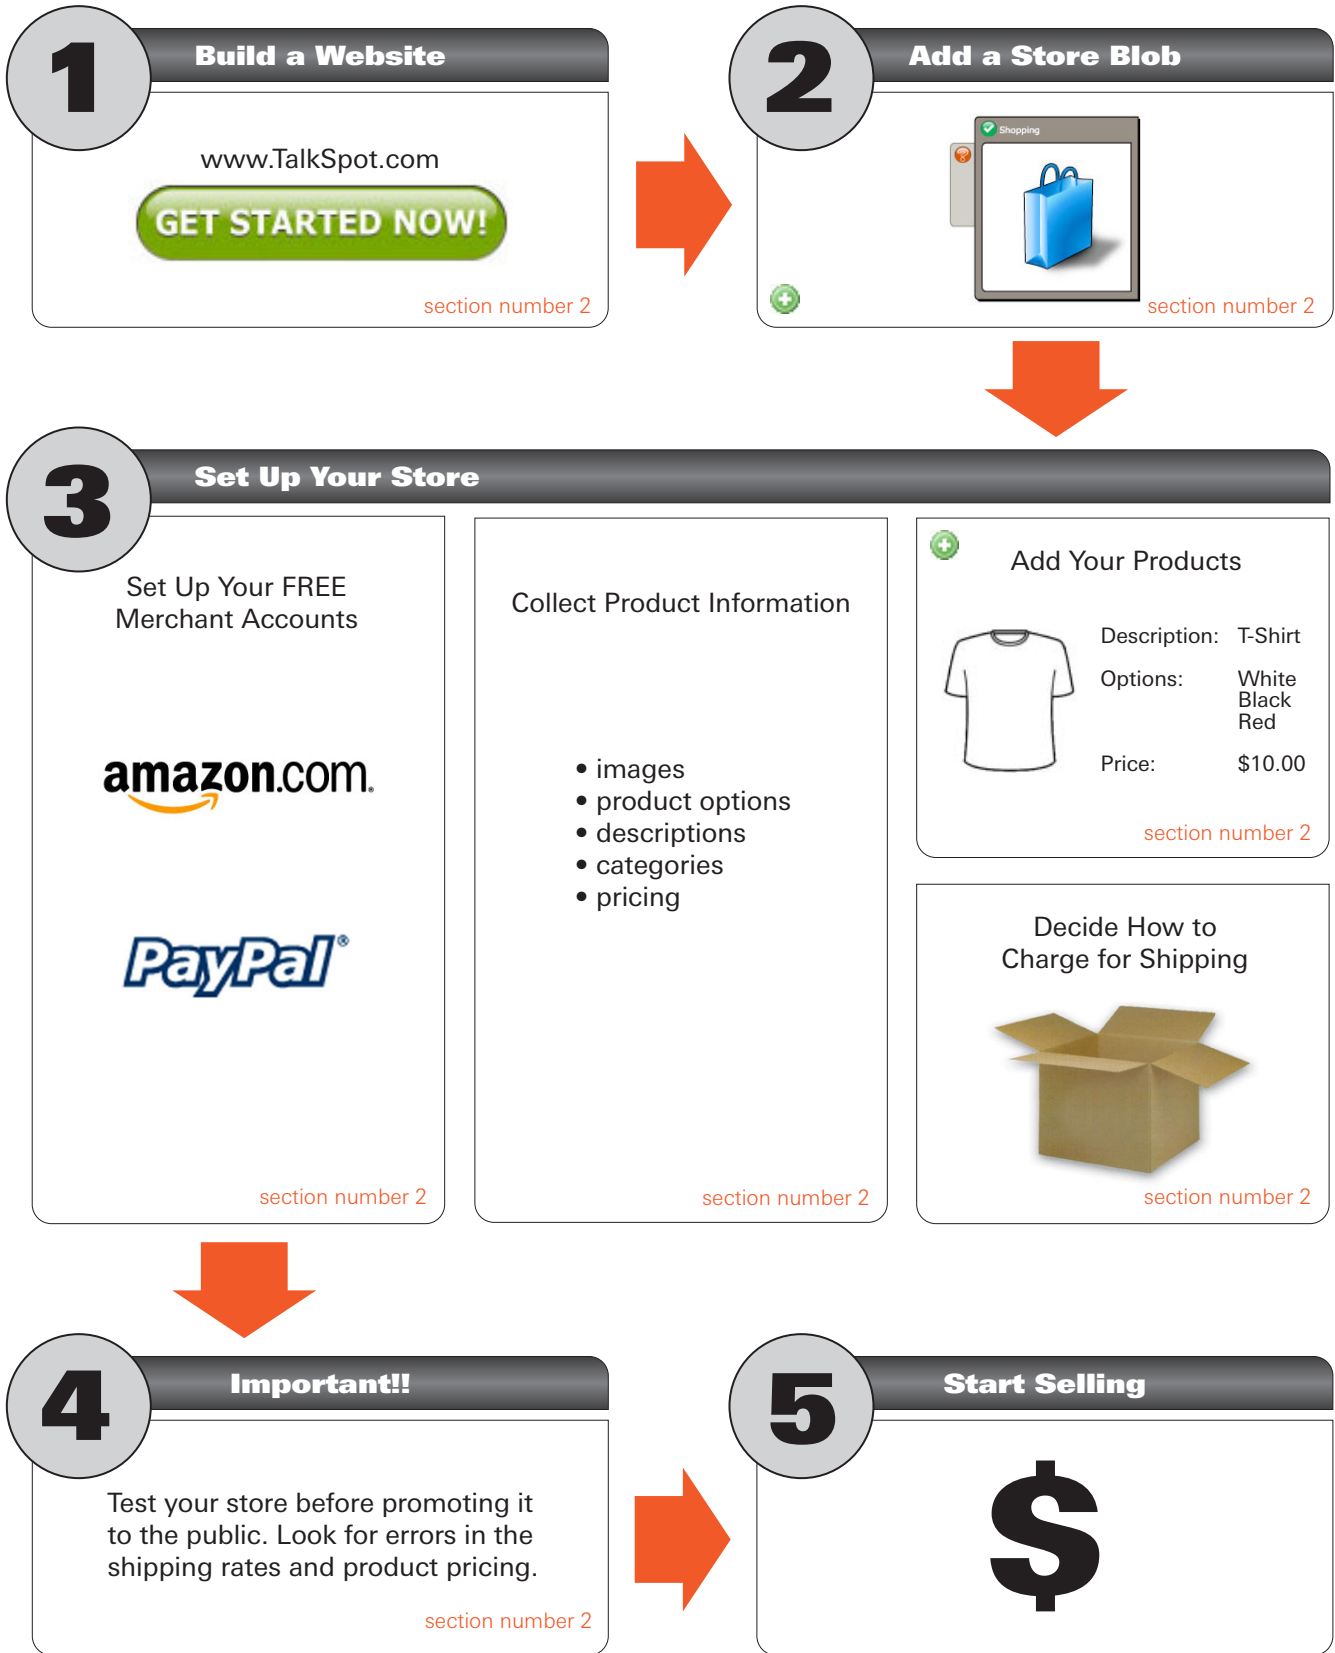 1
Build a Website
www.TalkSpot.com
GET STARTED NOW!
section number 2
2
Add a Store Blob
Shopping
section number 2
3
Set Up Your Store
Set Up Your FREE
Merchant Accounts
amazon.com.
PayPal®
section number 2
Collect Product Information
• images
• product options
• descriptions
• categories
• pricing
section number 2
Add Your Products
Description: T-Shirt
Options: White
Black
Red
Price: $10.00
section number 2
Decide How to
Charge for Shipping
section number 2
4
Important!!
Test your store before promoting it
to the public. Look for errors in the
shipping rates and product pricing.
section number 2
5
Start Selling
$